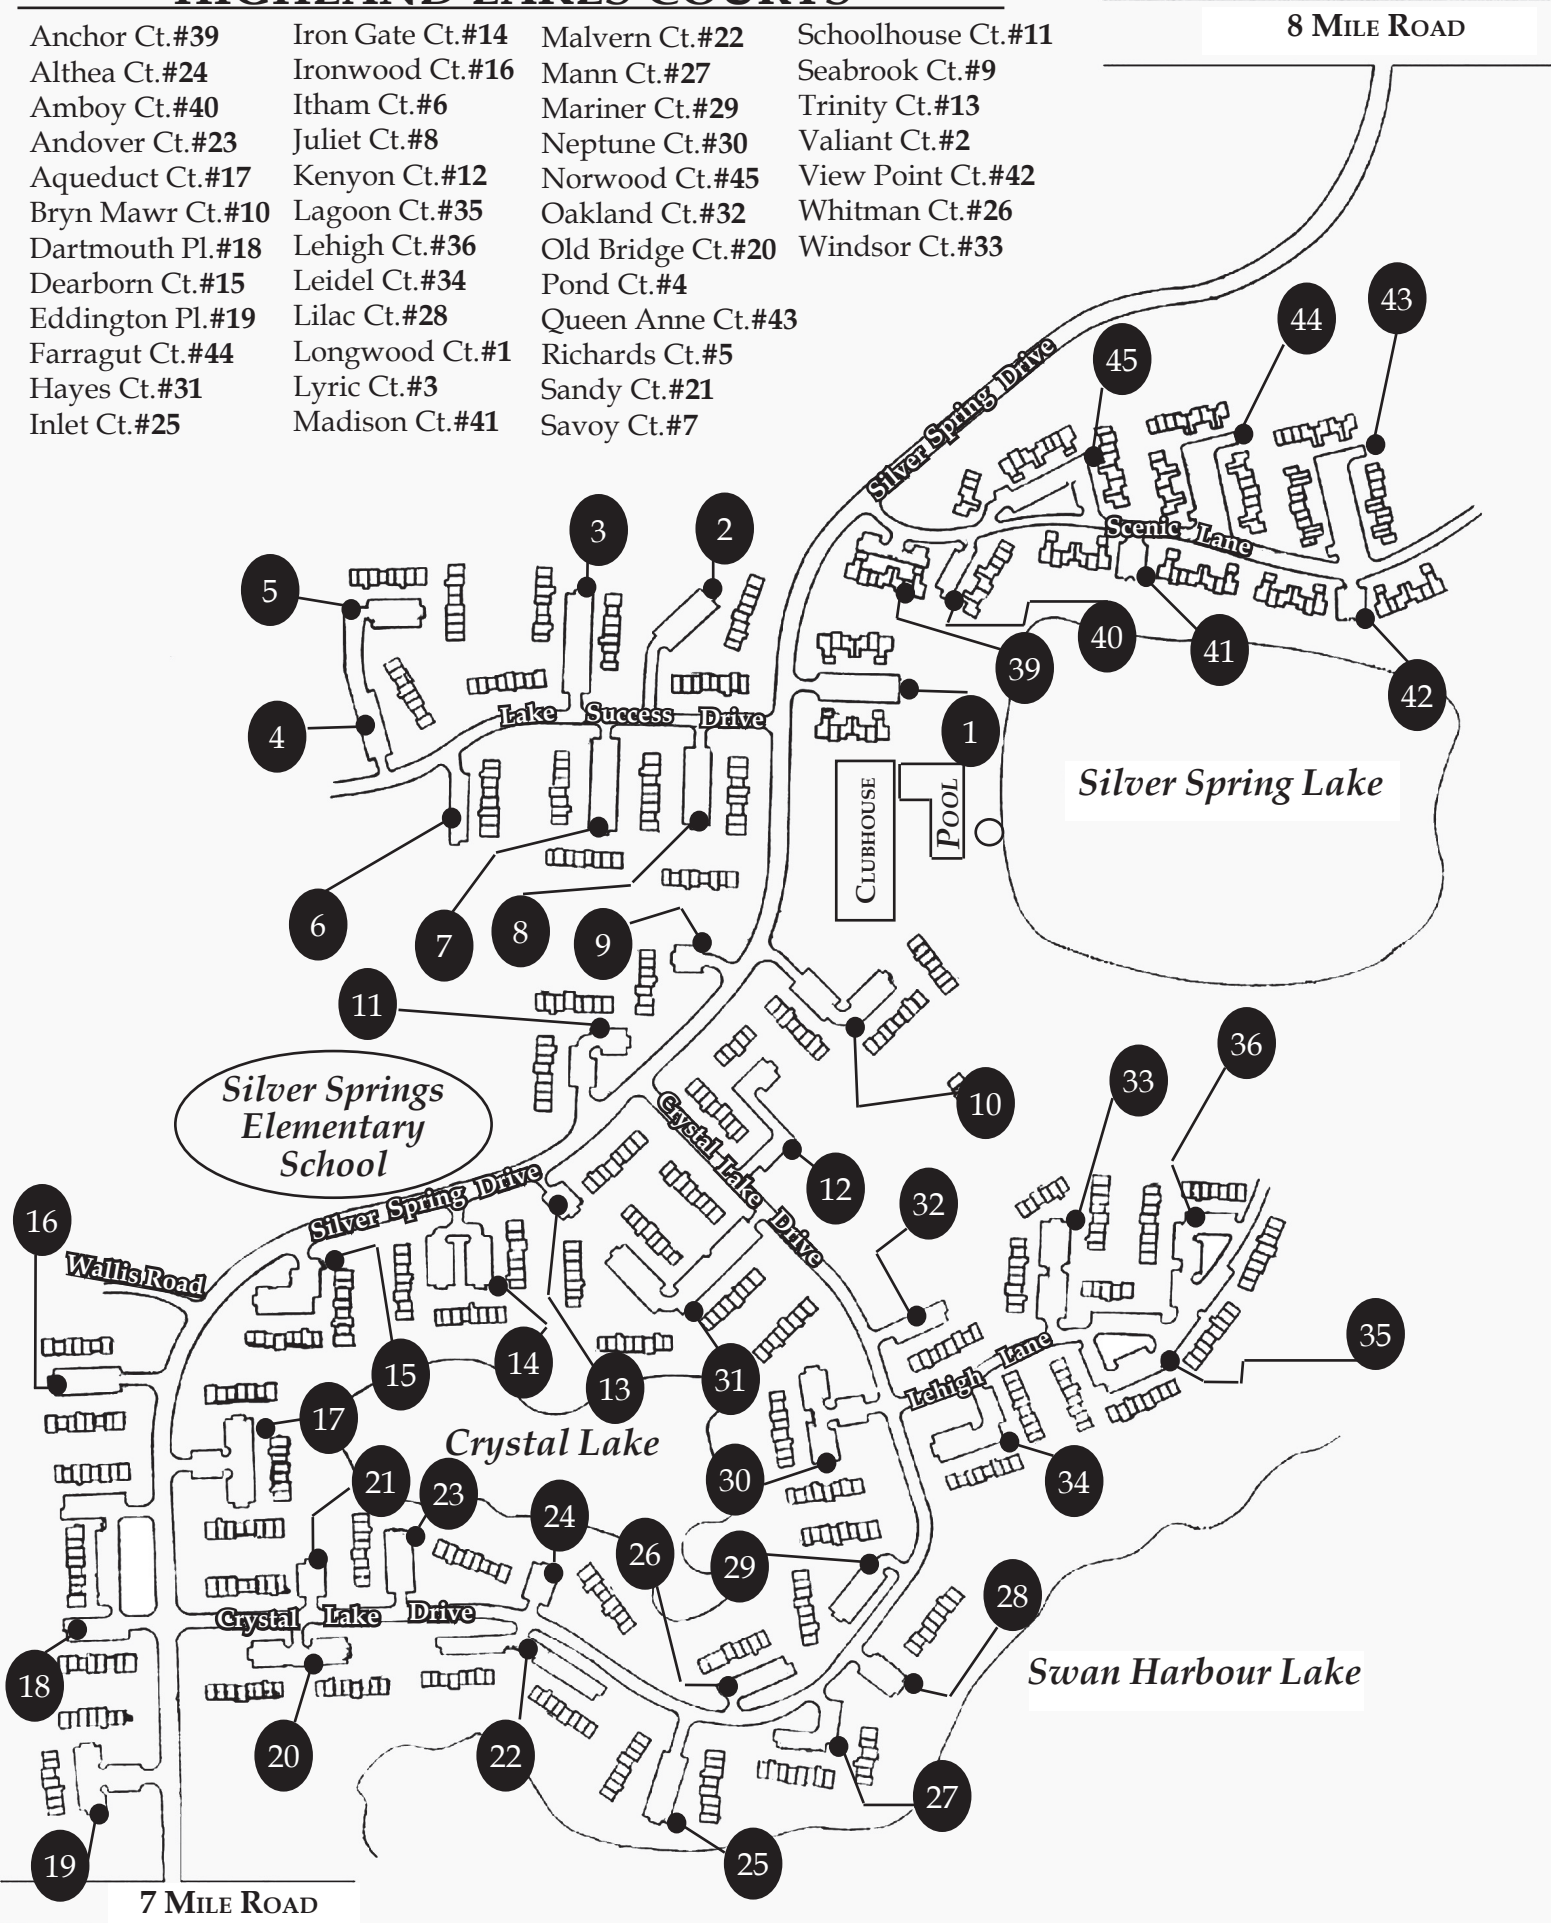 HIGHLAND LAKES COURTS
Anchor Ct.#39
Althea Ct.#24
Amboy Ct.#40
Andover Ct.#23
Aqueduct Ct.#17
Bryn Mawr Ct.#10
Dartmouth Pl.#18
Dearborn Ct.#15
Eddington Pl.#19
Farragut Ct.#44
Hayes Ct.#31
Inlet Ct.#25
Iron Gate Ct.#14
Ironwood Ct.#16
Itham Ct.#6
Juliet Ct.#8
Kenyon Ct.#12
Lagoon Ct.#35
Lehigh Ct.#36
Leidel Ct.#34
Lilac Ct.#28
Longwood Ct.#1
Lyric Ct.#3
Madison Ct.#41
Malvern Ct.#22
Mann Ct.#27
Mariner Ct.#29
Neptune Ct.#30
Norwood Ct.#45
Oakland Ct.#32
Old Bridge Ct.#20
Pond Ct.#4
Queen Anne Ct.#43
Richards Ct.#5
Sandy Ct.#21
Savoy Ct.#7
Schoolhouse Ct.#11
Seabrook Ct.#9
Trinity Ct.#13
Valiant Ct.#2
View Point Ct.#42
Whitman Ct.#26
Windsor Ct.#33
8 MILE ROAD
43
44
45
Silver Spring Drive
3
2
Scenic Lane
5
40
41
39
42
4
Lake Success Drive
1
Silver Spring Lake
CLUBHOUSE
POOL
6
7
8
9
11
36
33
10
Silver Springs
Elementary
School
Crystal Lake Drive
12
32
16
Silver Spring Drive
Wallis Road
35
15
14
13
31
Lehigh Lane
17
Crystal Lake
21
23
30
34
24
26
29
28
Crystal Lake Drive
18
Swan Harbour Lake
20
22
27
19
25
7 MILE ROAD